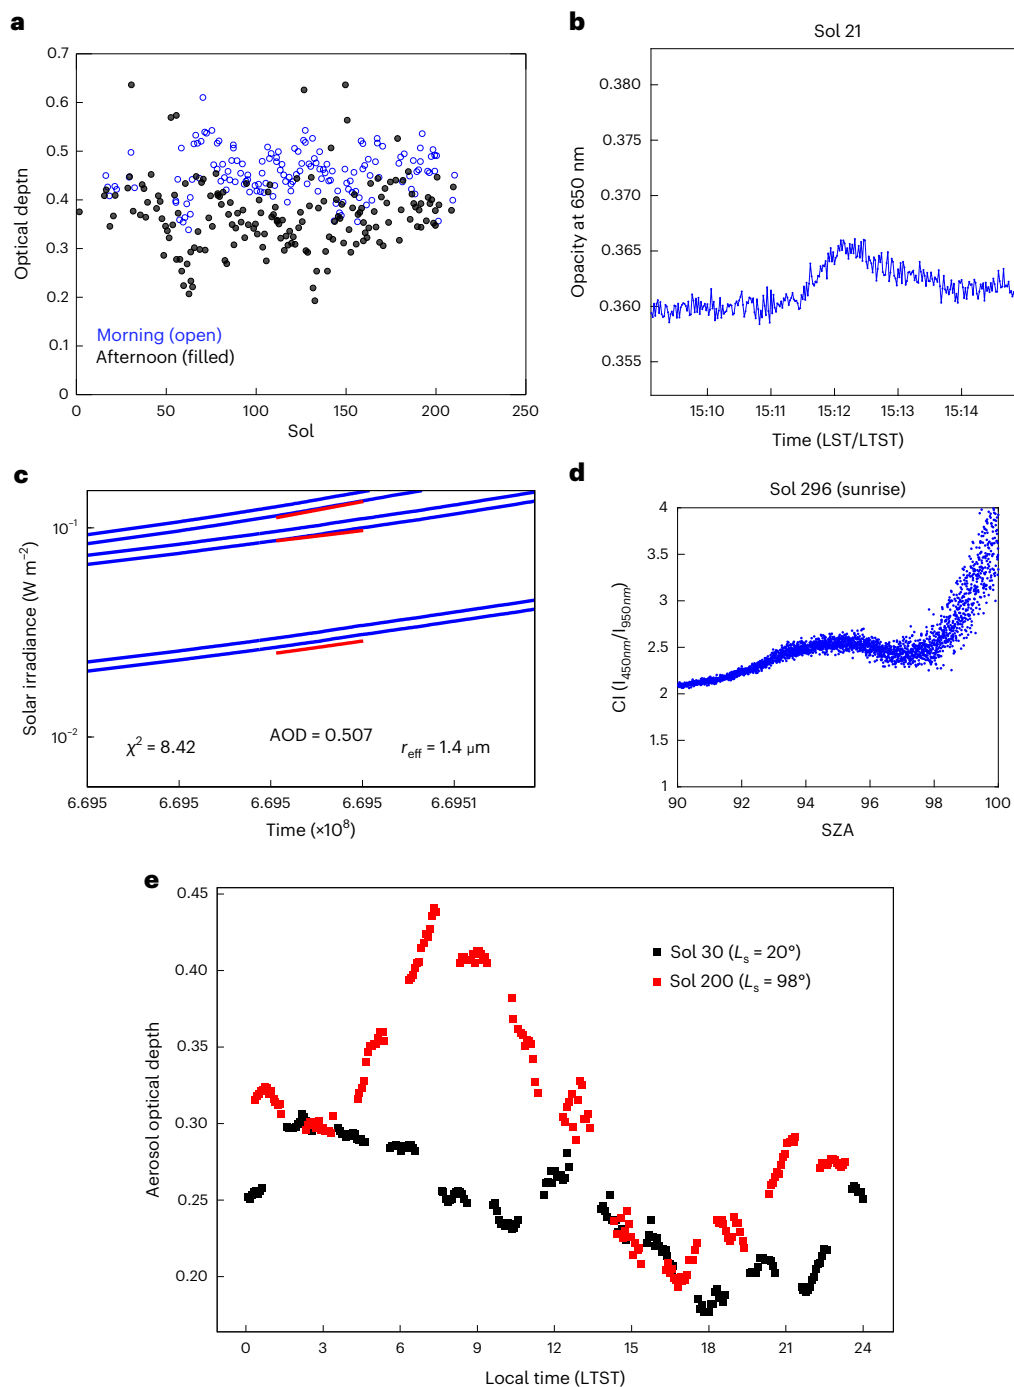 a
0.7
0.6
0.5
0.4
0.3
0.2
0.1
0
Optical depth
Morning (open)
Afternoon (filled)
0 50 100 150 200 250
Sol
b
Sol 21
0.380
0.375
0.370
0.365
0.360
0.355
Opacity at 650 nm
15:10 15:11 15:12 15:13 15:14
Time (LST/LTST)
c
10⁻¹
10⁻²
Solar irradiance (W m⁻²)
χ² = 8.42
AOD = 0.507
r_eff = 1.4 μm
6.695 6.695 6.695 6.695 6.6951
Time (×10⁸)
d
Sol 296 (sunrise)
4
3.5
3
2.5
2
1.5
1
CI (I_450nm/I_950nm)
90 92 94 96 98 100
SZA
e
0.45
0.40
0.35
0.30
0.25
0.20
Aerosol optical depth
Sol 30 (L_s = 20°)
Sol 200 (L_s = 98°)
0 3 6 9 12 15 18 21 24
Local time (LTST)